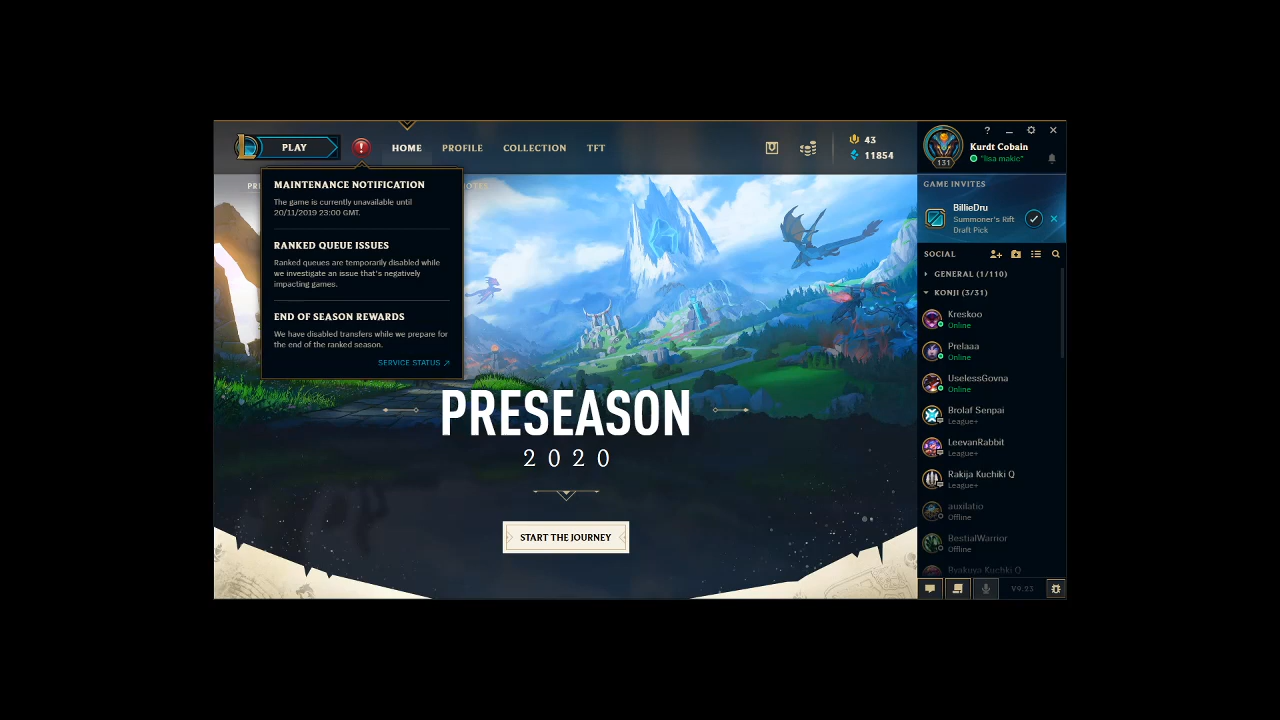 PLAY
HOME
PROFILE
COLLECTION
TFT
43
11854
MAINTENANCE NOTIFICATION
The game is currently unavailable until
20/11/2019 23:00 GMT.
RANKED QUEUE ISSUES
Ranked queues are temporarily disabled while
we investigate an issue that's negatively
impacting games.
END OF SEASON REWARDS
We have disabled transfers while we prepare for
the end of the ranked season.
SERVICE STATUS
PRESEASON
2020
START THE JOURNEY
131
?
Kurdt Cobain
"lisa makic"
GAME INVITES
BillieDru
Summoner's Rift
Draft Pick
SOCIAL
GENERAL (1/110)
KONJI (3/31)
Kreskoo
Online
Prelaaa
Online
UselessGovna
Online
Brolaf Senpai
League+
LeevanRabbit
League+
Rakija Kuchiki Q
League+
auxilatio
Offline
BestialWarrior
Offline
V9.23